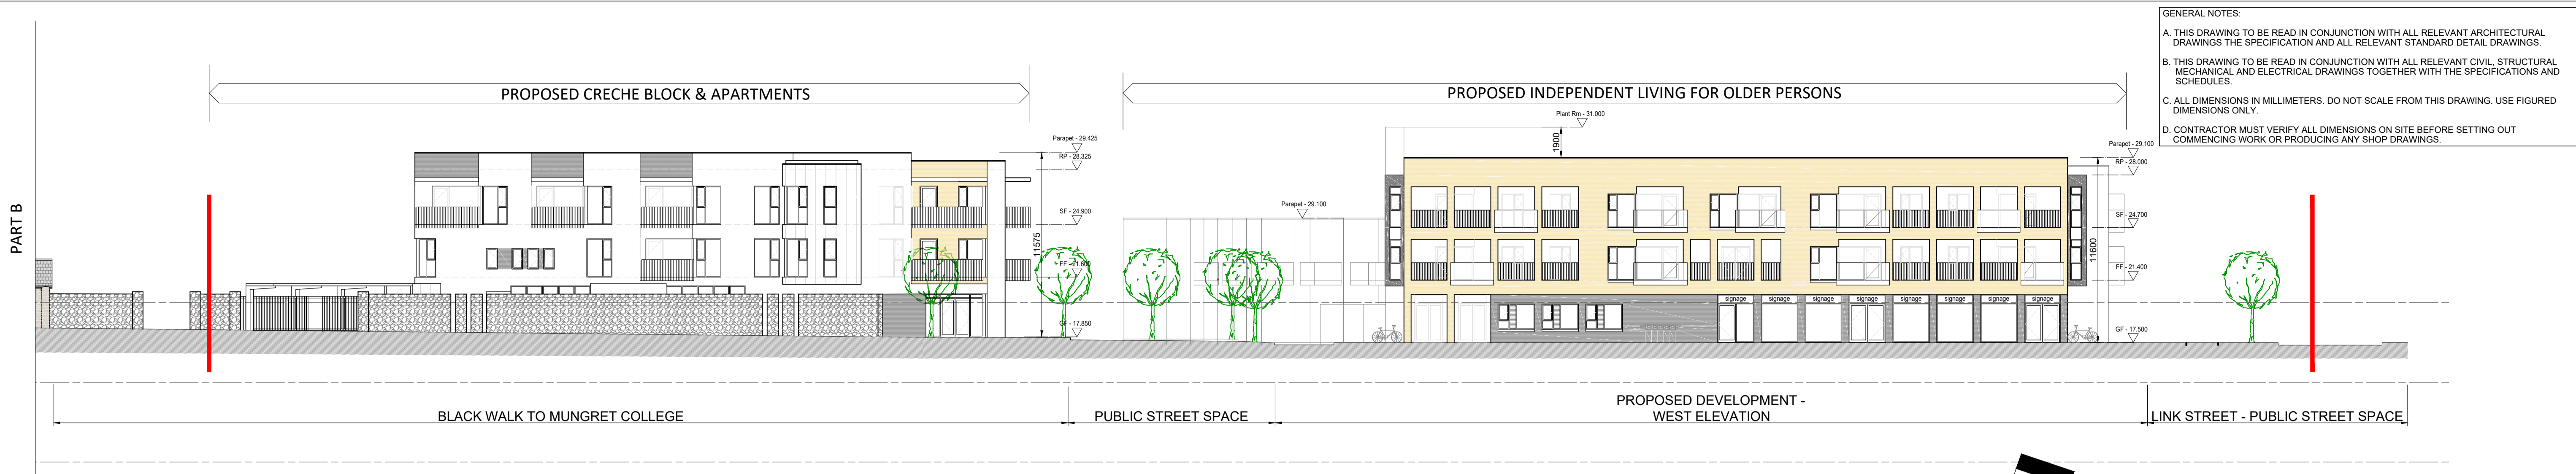 GENERAL NOTES:
A. THIS DRAWING TO BE READ IN CONJUNCTION WITH ALL RELEVANT ARCHITECTURAL
DRAWINGS THE SPECIFICATION AND ALL RELEVANT STANDARD DETAIL DRAWINGS.
B. THIS DRAWING TO BE READ IN CONJUNCTION WITH ALL RELEVANT CIVIL, STRUCTURAL
MECHANICAL AND ELECTRICAL DRAWINGS TOGETHER WITH THE SPECIFICATIONS AND
SCHEDULES.
C. ALL DIMENSIONS IN MILLIMETERS. DO NOT SCALE FROM THIS DRAWING. USE FIGURED
DIMENSIONS ONLY.
D. CONTRACTOR MUST VERIFY ALL DIMENSIONS ON SITE BEFORE SETTING OUT
COMMENCING WORK OR PRODUCING ANY SHOP DRAWINGS.
PART B
PROPOSED CRECHE BLOCK & APARTMENTS
Parapet - 29.425
RP - 28.325
SF - 24.900
11575
FF - 21.600
GF - 17.850
PROPOSED INDEPENDENT LIVING FOR OLDER PERSONS
Plant Rm - 31.000
1900
Parapet - 29.100
Parapet - 29.100
RP - 28.000
SF - 24.700
11600
FF - 21.400
GF - 17.500
signage
signage
signage
signage
signage
signage
signage
signage
BLACK WALK TO MUNGRET COLLEGE
PUBLIC STREET SPACE
PROPOSED DEVELOPMENT -
WEST ELEVATION
LINK STREET - PUBLIC STREET SPACE